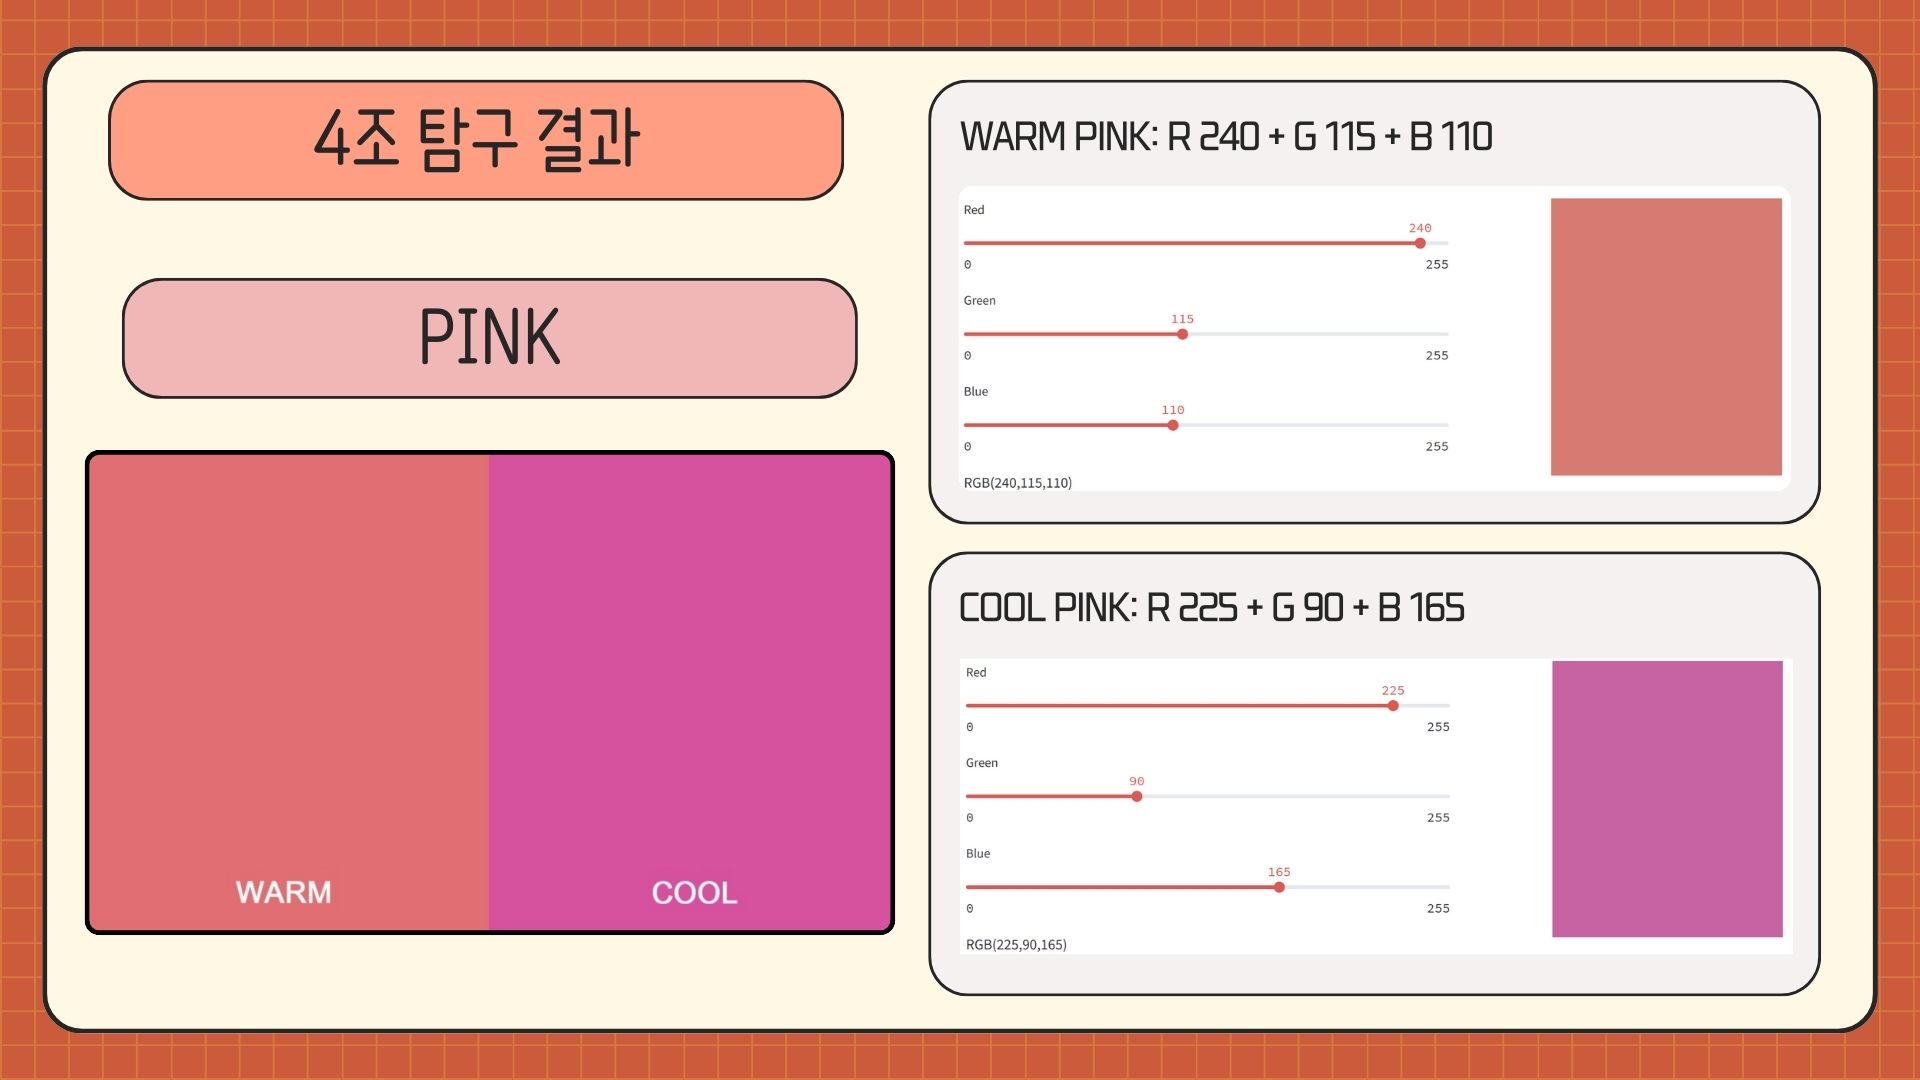 4조 탐구 결과
PINK
WARM
COOL
WARM PINK: R 240 + G 115 + B 110
Red
240
0 255
Green
115
0 255
Blue
110
0 255
RGB(240,115,110)
COOL PINK: R 225 + G 90 + B 165
Red
225
0 255
Green
90
0 255
Blue
165
0 255
RGB(225,90,165)